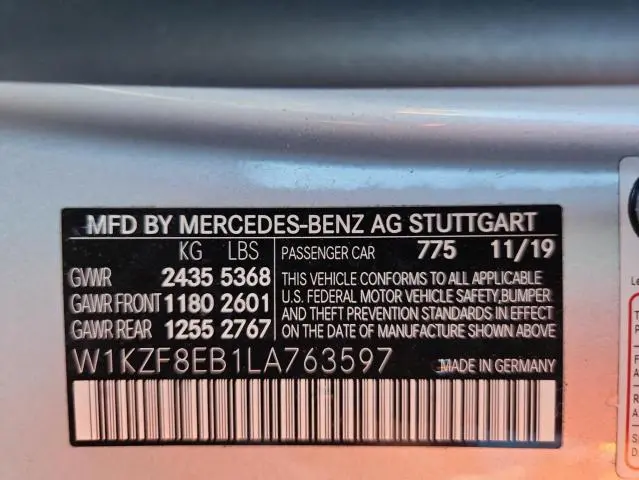 MFD BY MERCEDES-BENZ AG STUTTGART
KG LBS PASSENGER CAR 775 11/19
GVWR 2435 5368 THIS VEHICLE CONFORMS TO ALL APPLICABLE
GAWR FRONT 1180 2601 U.S. FEDERAL MOTOR VEHICLE SAFETY, BUMPER
AND THEFT PREVENTION STANDARDS IN EFFECT
GAWR REAR 1255 2767 ON THE DATE OF MANUFACTURE SHOWN ABOVE.
W1KZF8EB1LA763597 MADE IN GERMANY